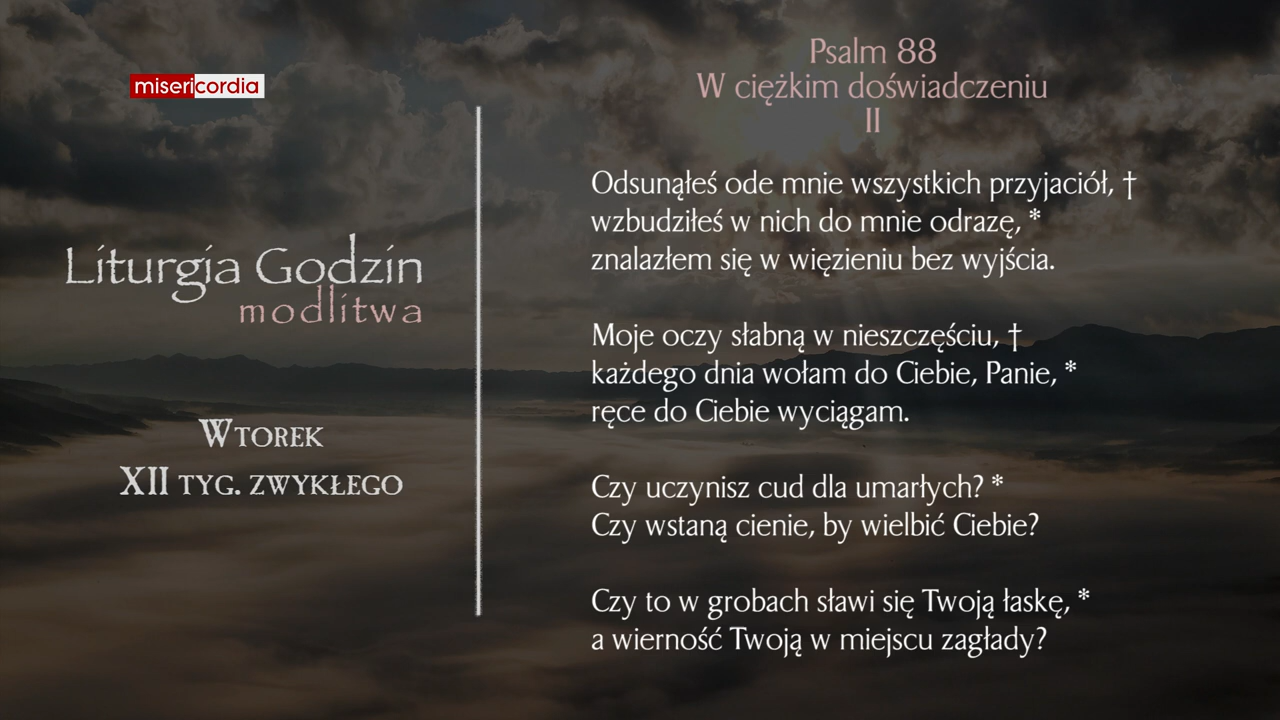 misericordia
Liturgia Godzin
modlitwa
Wtorek
XII tyg. zwykłego
Psalm 88
W ciężkim doświadczeniu
II
Odsunąłeś ode mnie wszystkich przyjaciół, †
wzbudziłeś w nich do mnie odrazę, *
znalazłem się w więzieniu bez wyjścia.
Moje oczy słabną w nieszczęściu, †
każdego dnia wołam do Ciebie, Panie, *
ręce do Ciebie wyciągam.
Czy uczynisz cud dla umarłych? *
Czy wstaną cienie, by wielbić Ciebie?
Czy to w grobach sławi się Twoją łaskę, *
a wierność Twoją w miejscu zagłady?